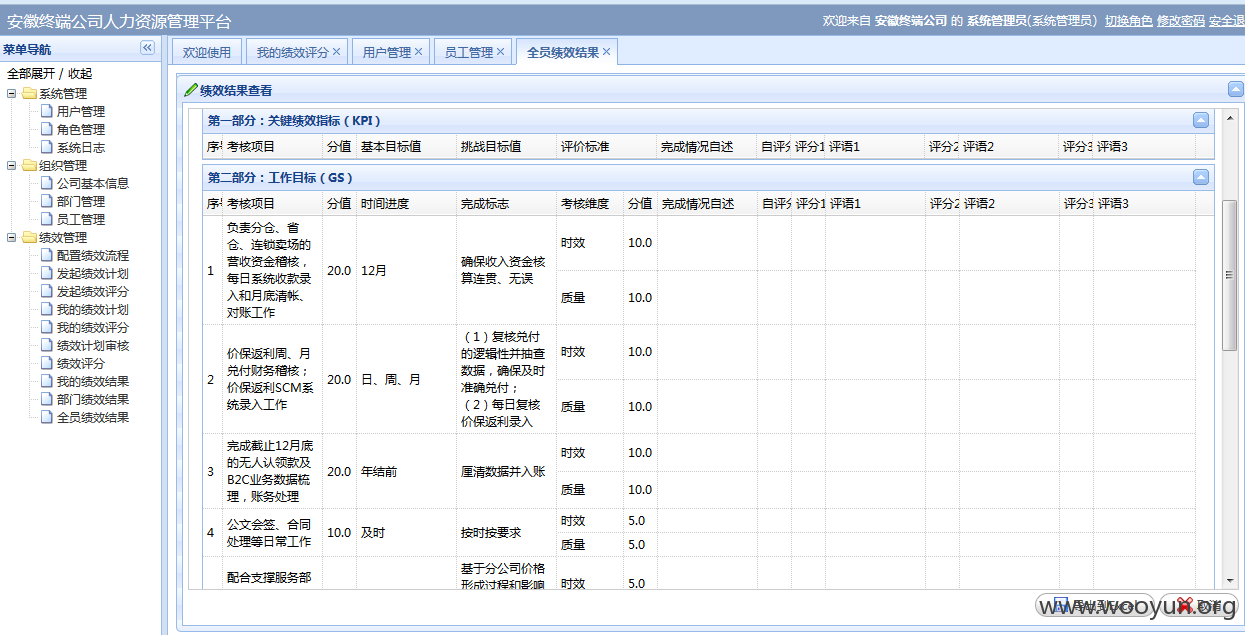 安徽终端公司人力资源管理平台
欢迎来自 安徽终端公司 的 系统管理员(系统管理员) 切换角色 修改密码 安全退
菜单导航
全部展开 / 收起
系统管理
用户管理
角色管理
系统日志
组织管理
公司基本信息
部门管理
员工管理
绩效管理
配置绩效流程
发起绩效计划
发起绩效评分
我的绩效计划
我的绩效评分
绩效计划审核
绩效评分
我的绩效结果
部门绩效结果
全员绩效结果
欢迎使用 我的绩效评分 用户管理 员工管理 全员绩效结果
绩效结果查看
第一部分：关键绩效指标（KPI）
序号 考核项目 分值 基本目标值 挑战目标值 评价标准 完成情况自述 自评分 评分1 评语1 评分2 评语2 评分3 评语3
第二部分：工作目标（GS）
序号 考核项目 分值 时间进度 完成标志 考核维度 分值 完成情况自述 自评分 评分1 评语1 评分2 评语2 评分3 评语3
1 负责分仓、省
仓、连锁卖场的
营收资金稽核，
每日系统收款录
入和月底清帐、
对账工作
20.0 12月
确保收入资金核
算连贯、无误
时效 10.0
质量 10.0
2 价保返利周、月
兑付财务稽核；
价保返利SCM系
统录入工作
20.0 日、周、月
（1）复核兑付
的逻辑性并抽查
数据，确保及时
准确兑付；
（2）每日复核
价保返利录入
时效 10.0
质量 10.0
3 完成截止12月底
的无人认领款及
B2C业务数据梳
理，账务处理
20.0 年结前 厘清数据并入账
时效 10.0
质量 10.0
4 公文会签、合同
处理等日常工作
10.0 及时 按时按要求
时效 5.0
质量 5.0
配合支撑服务部
基于分公司价格
形成过程和影响
时效 5.0
导出到Excel 取消
www.wooyun.org